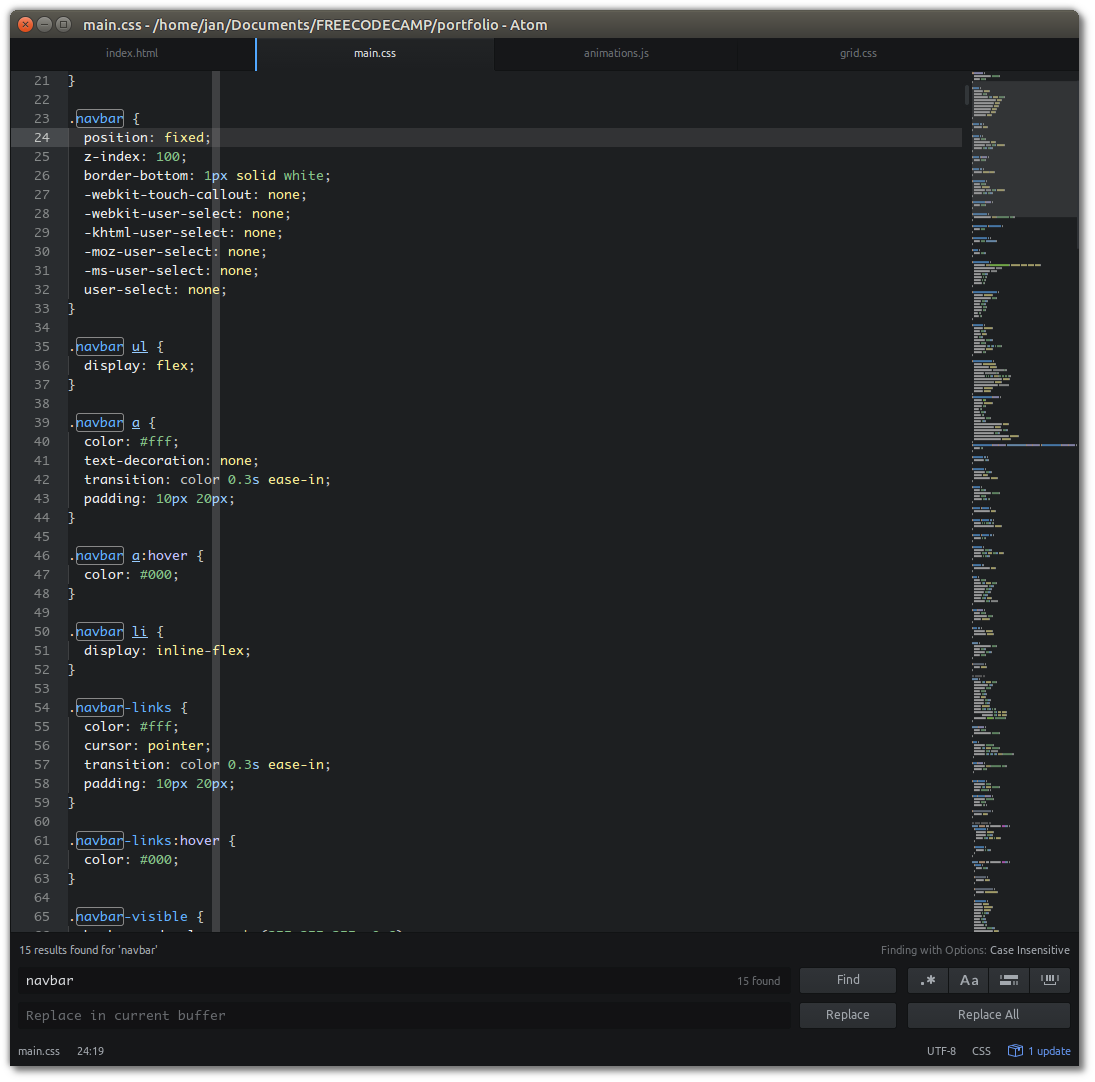 main.css - /home/jan/Documents/FREECODECAMP/portfolio - Atom
index.html main.css animations.js grid.css
21 }
22
23 .navbar {
24 position: fixed;
25 z-index: 100;
26 border-bottom: 1px solid white;
27 -webkit-touch-callout: none;
28 -webkit-user-select: none;
29 -khtml-user-select: none;
30 -moz-user-select: none;
31 -ms-user-select: none;
32 user-select: none;
33 }
34
35 .navbar ul {
36 display: flex;
37 }
38
39 .navbar a {
40 color: #fff;
41 text-decoration: none;
42 transition: color 0.3s ease-in;
43 padding: 10px 20px;
44 }
45
46 .navbar a:hover {
47 color: #000;
48 }
49
50 .navbar li {
51 display: inline-flex;
52 }
53
54 .navbar-links {
55 color: #fff;
56 cursor: pointer;
57 transition: color 0.3s ease-in;
58 padding: 10px 20px;
59 }
60
61 .navbar-links:hover {
62 color: #000;
63 }
64
65 .navbar-visible {
15 results found for 'navbar' Finding with Options: Case Insensitive
navbar 15 found Find .* Aa
Replace in current buffer Replace Replace All
main.css 24:19 UTF-8 CSS 1 update